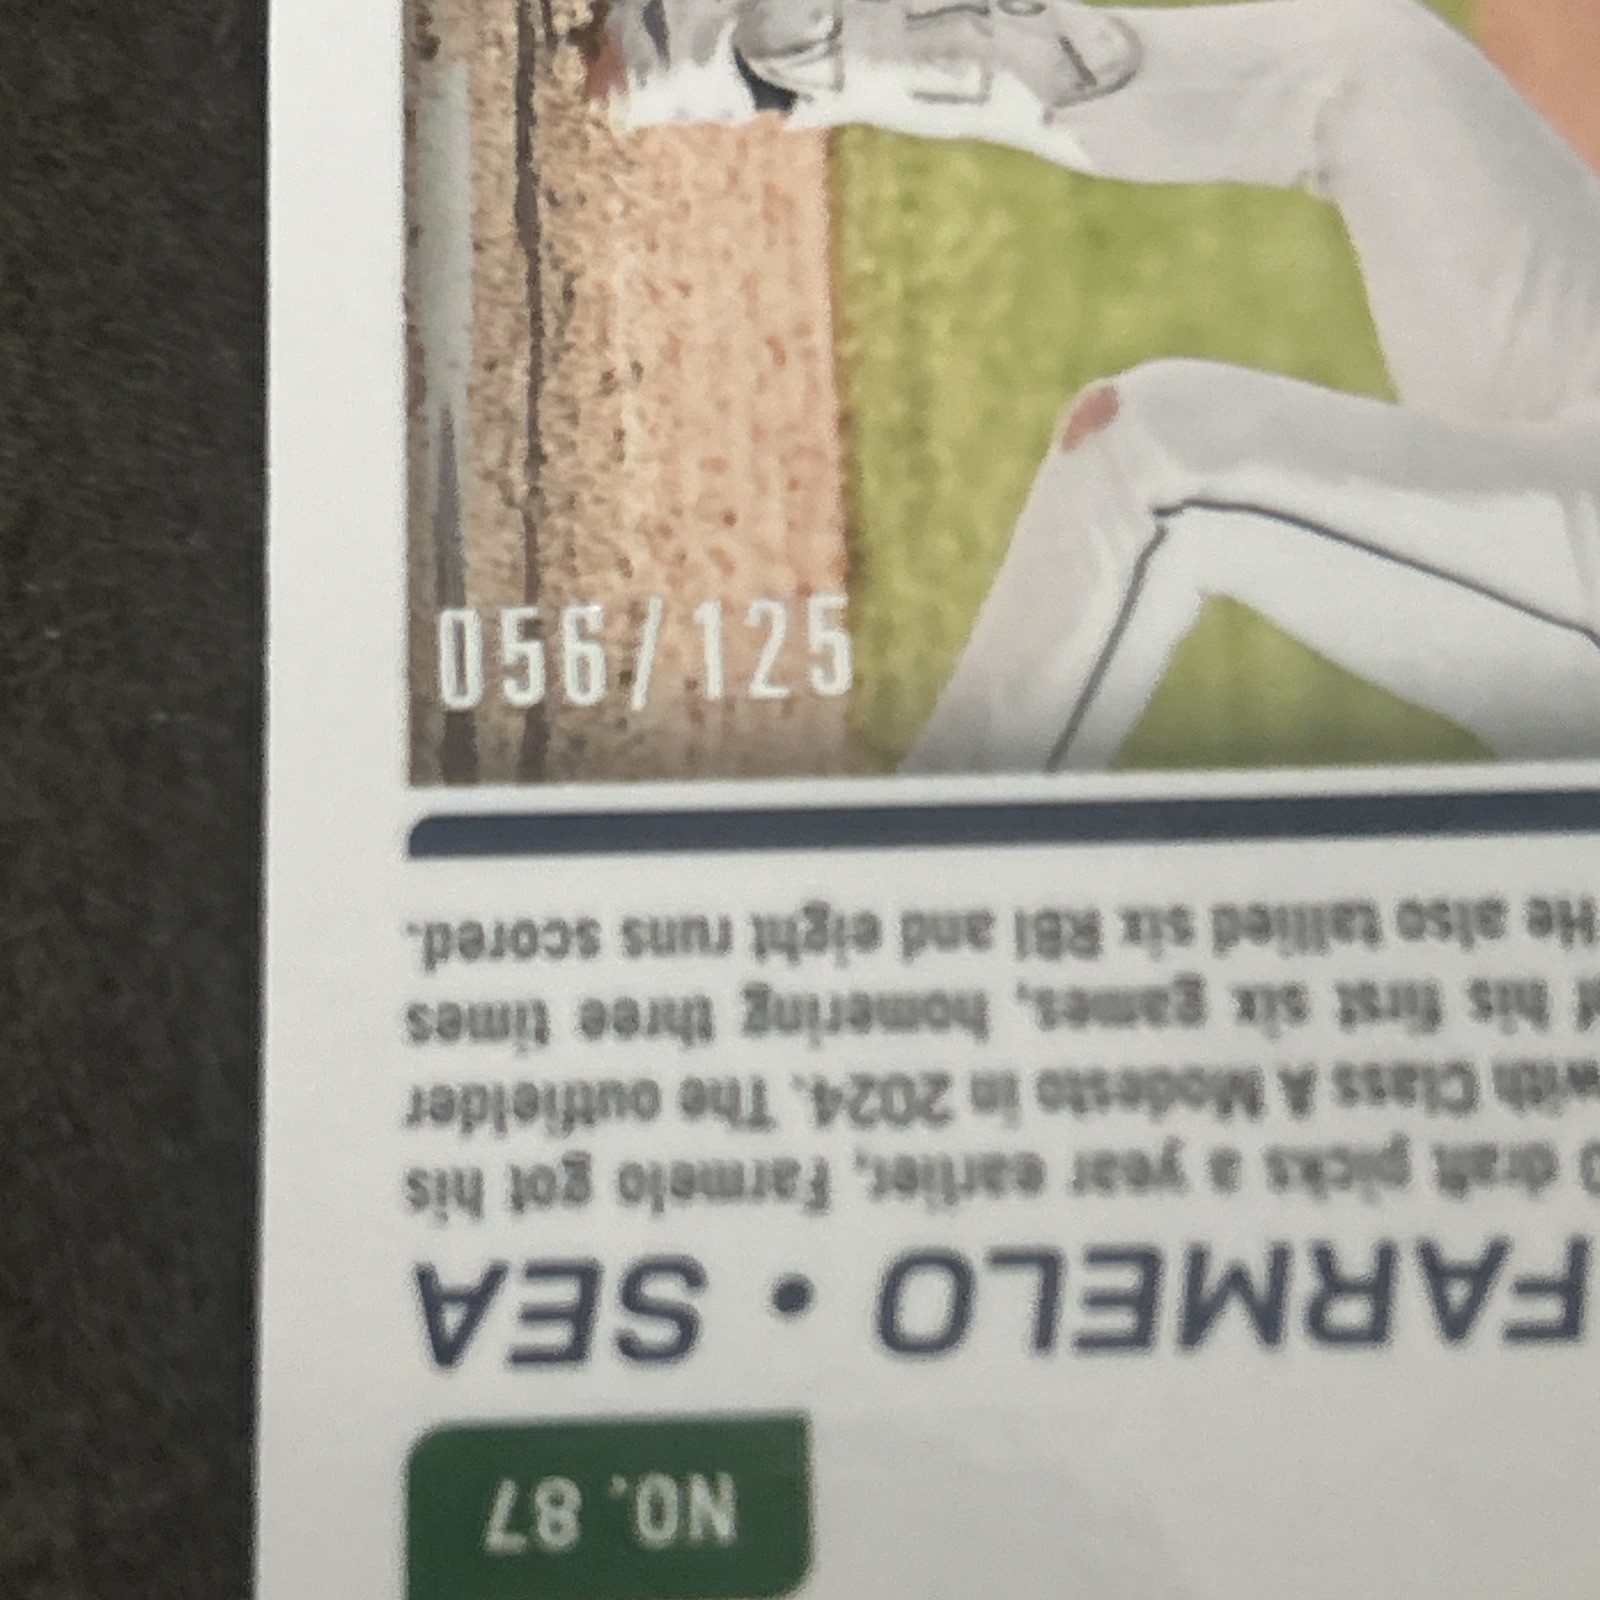 NO. 87
FARMELO • SEA
draft picks a year earlier, Farmelo got his
with Class A Modesto in 2024. The outfielder
his first six games, homering three times
He also tallied six RBI and eight runs scored.
056/125